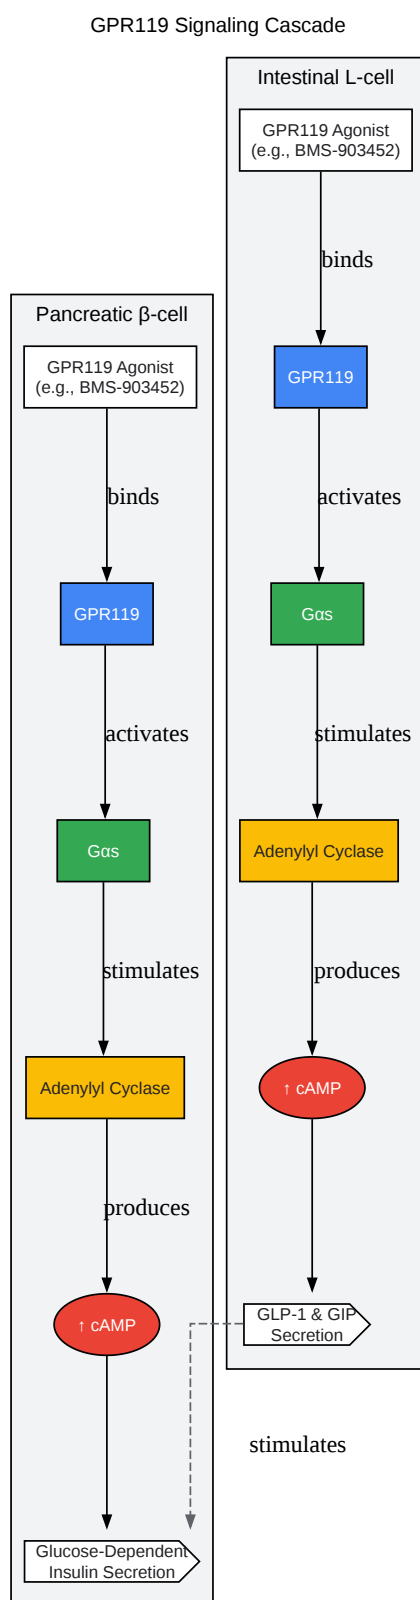 GPR119 Signaling Cascade
Intestinal L-cell
GPR119 Agonist
(e.g., BMS-903452)
binds
GPR119
activates
Gαs
stimulates
Adenylyl Cyclase
produces
↑ cAMP
GLP-1 & GIP
Secretion
Pancreatic β-cell
GPR119 Agonist
(e.g., BMS-903452)
binds
GPR119
activates
Gαs
stimulates
Adenylyl Cyclase
produces
↑ cAMP
stimulates
Glucose-Dependent
Insulin Secretion